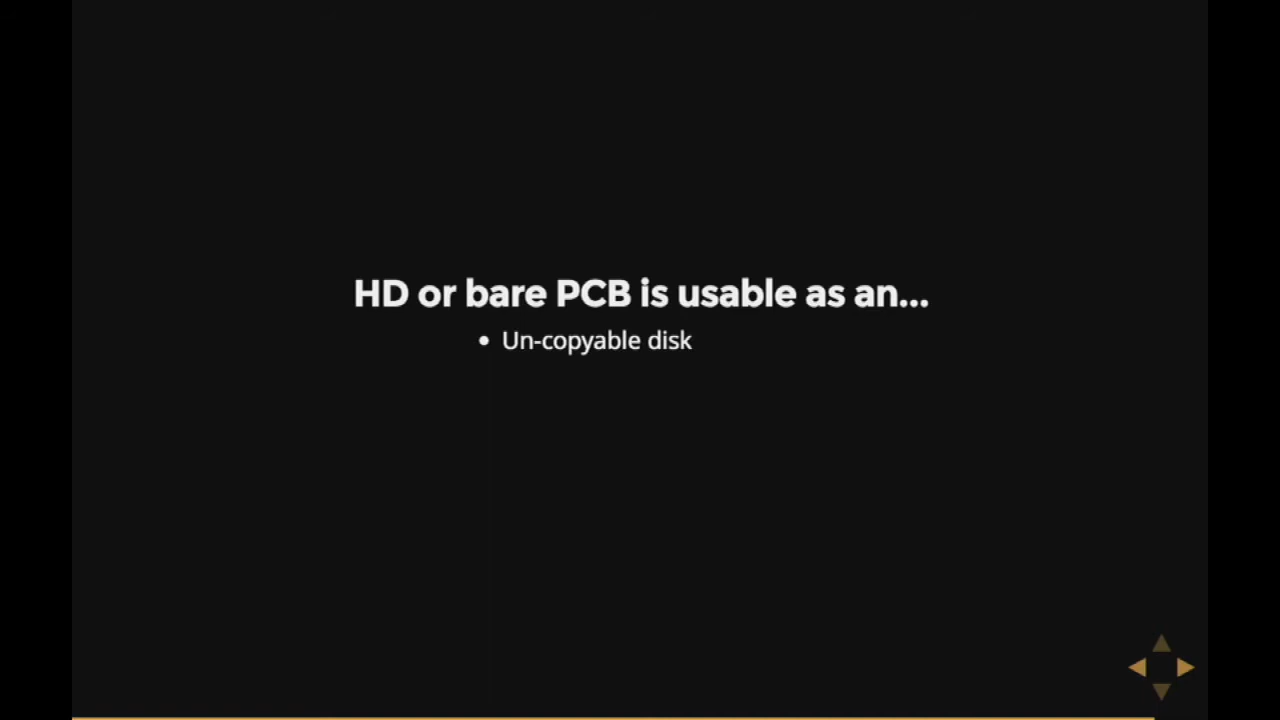 HD or bare PCB is usable as an...
• Un-copyable disk